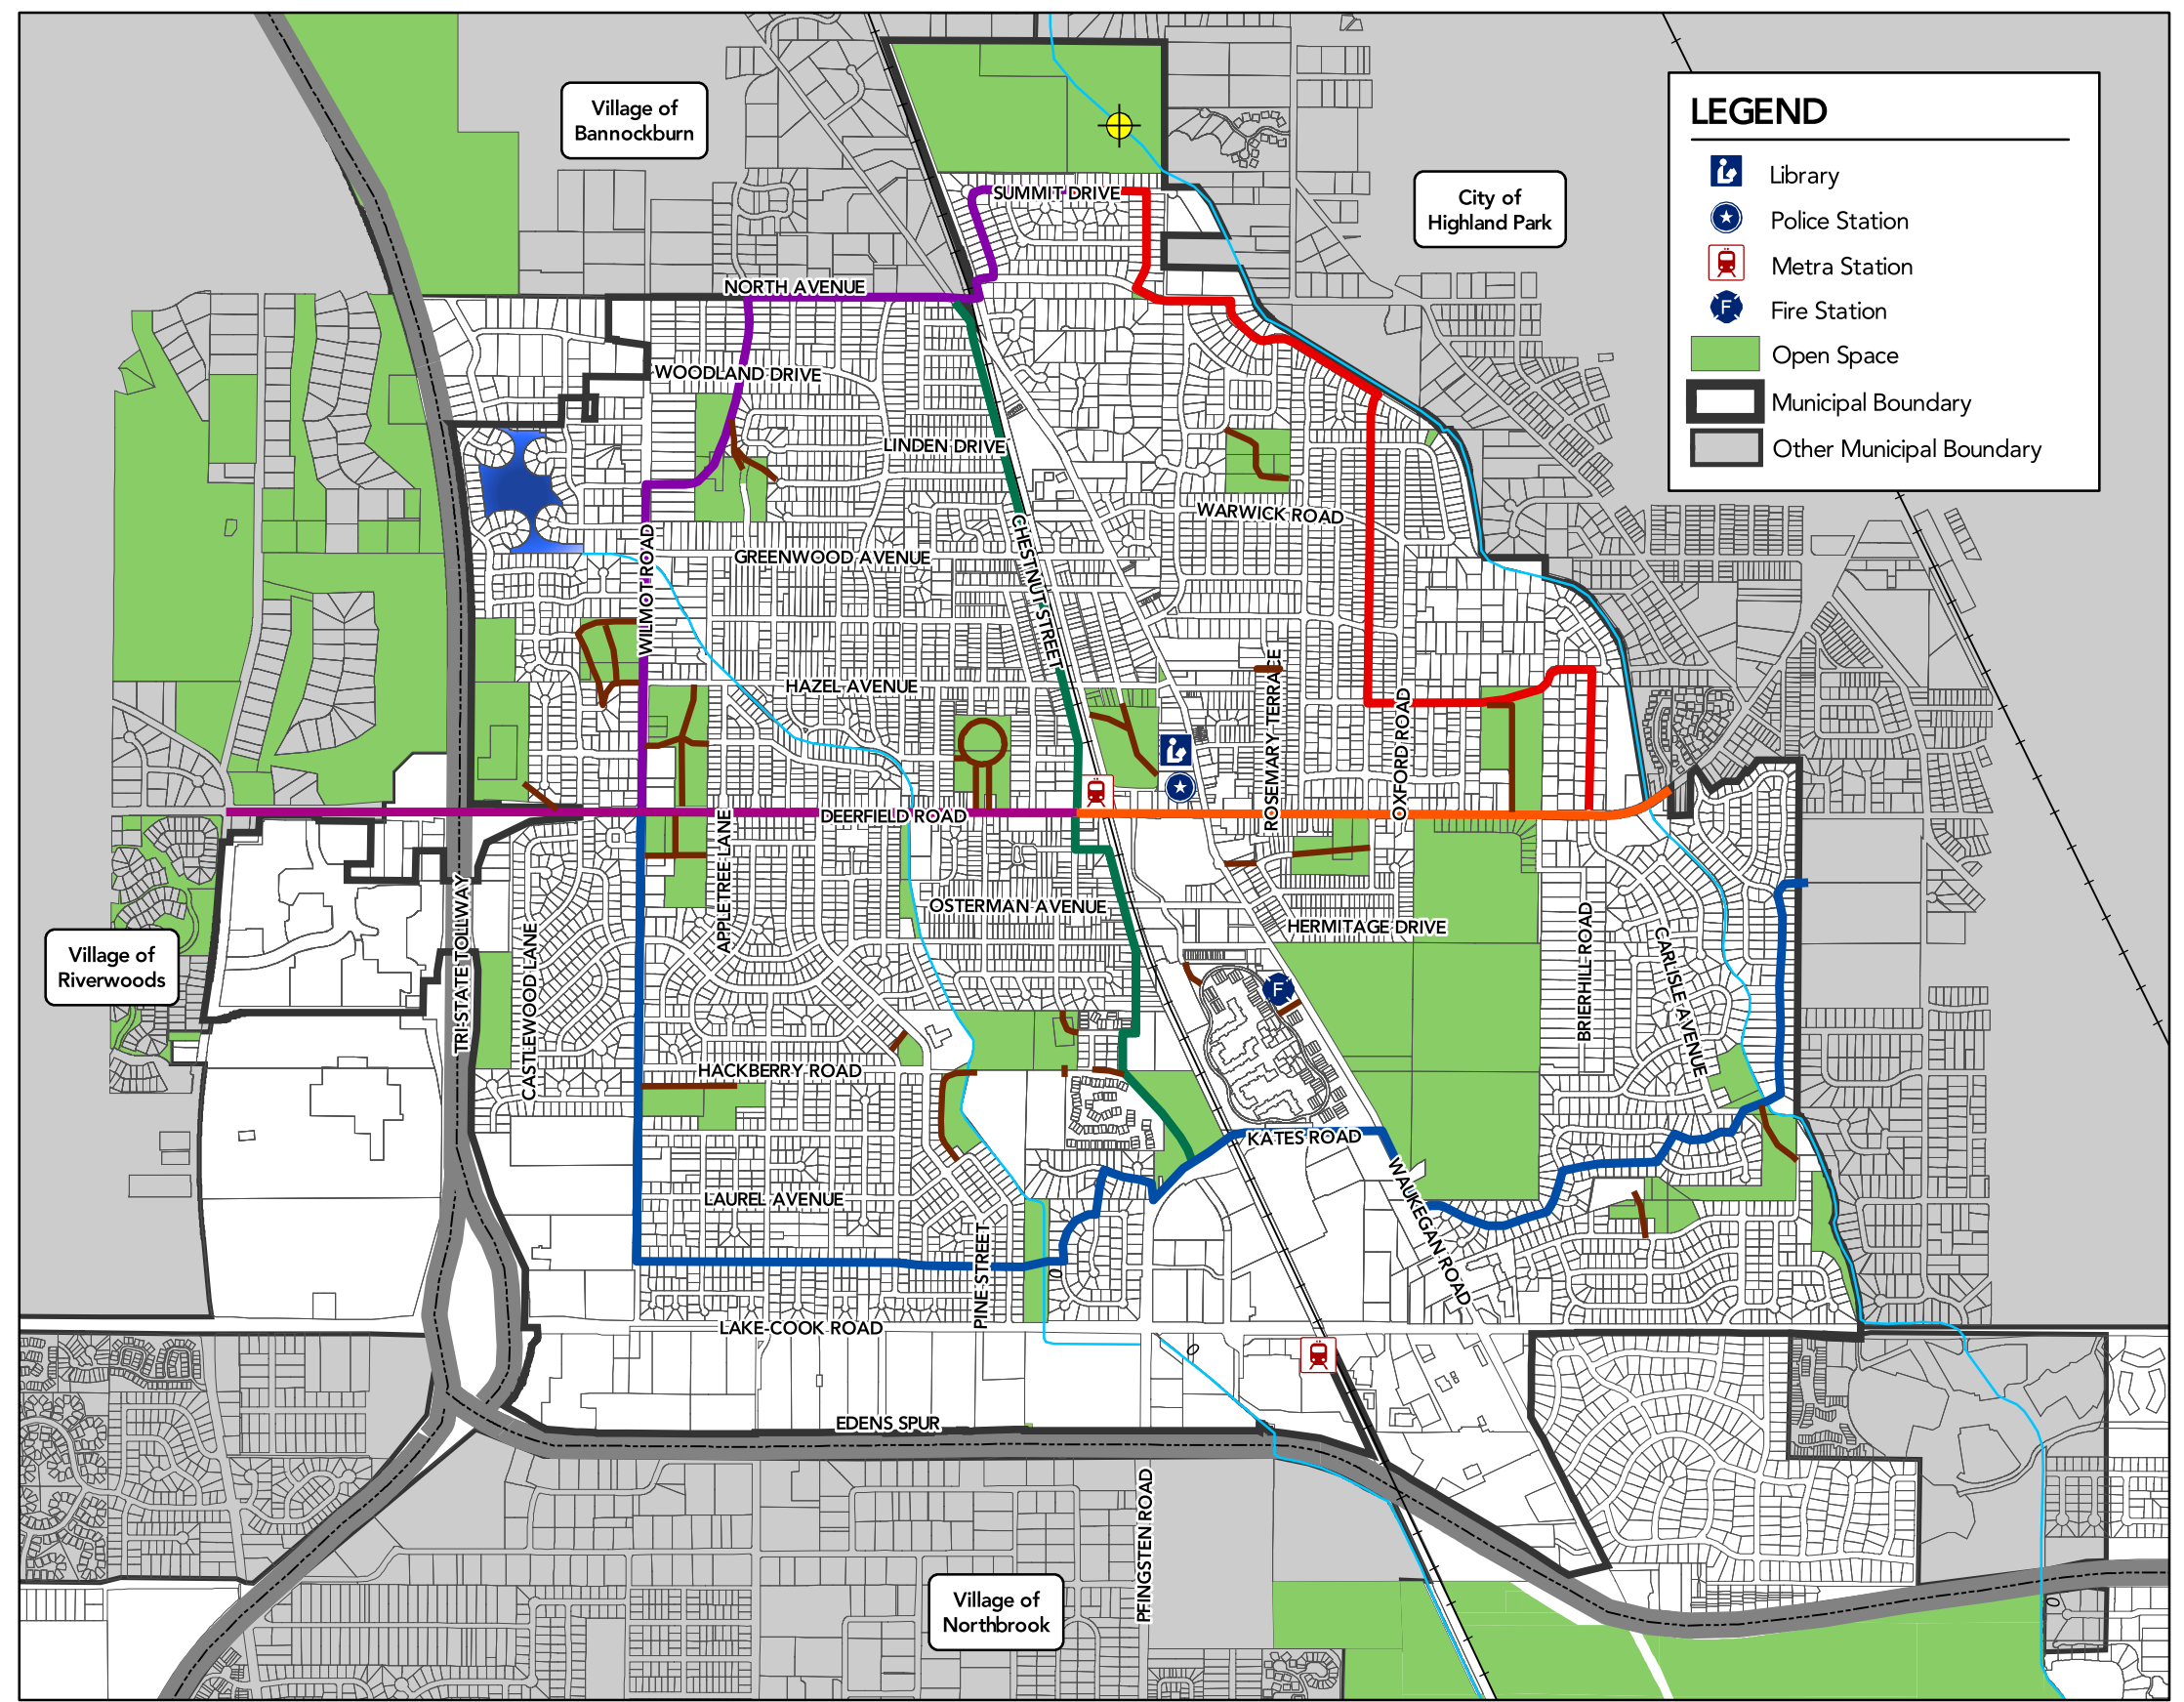 Village of
Bannockburn
City of
Highland Park
LEGEND
Library
Police Station
Metra Station
F
Fire Station
Open Space
Municipal Boundary
Other Municipal Boundary
SUMMIT DRIVE
NORTH AVENUE
WOODLAND DRIVE
LINDEN DRIVE
WARWICK ROAD
CHESTNUT STREET
GREENWOOD AVENUE
WILMOT ROAD
HAZEL AVENUE
ROSEMARY TERRACE
OXFORD ROAD
DEERFIELD ROAD
APPLETREE LANE
OSTERMAN AVENUE
HERMITAGE DRIVE
Village of
Riverwoods
TRI-STATE TOLLWAY
CASTLEWOOD LANE
BRIERHILL ROAD
CARLISLE AVENUE
F
HACKBERRY ROAD
KATES ROAD
LAUREL AVENUE
WAUKEGAN ROAD
PINE STREET
LAKE-COOK ROAD
EDENS SPUR
PFINGSTEN ROAD
Village of
Northbrook